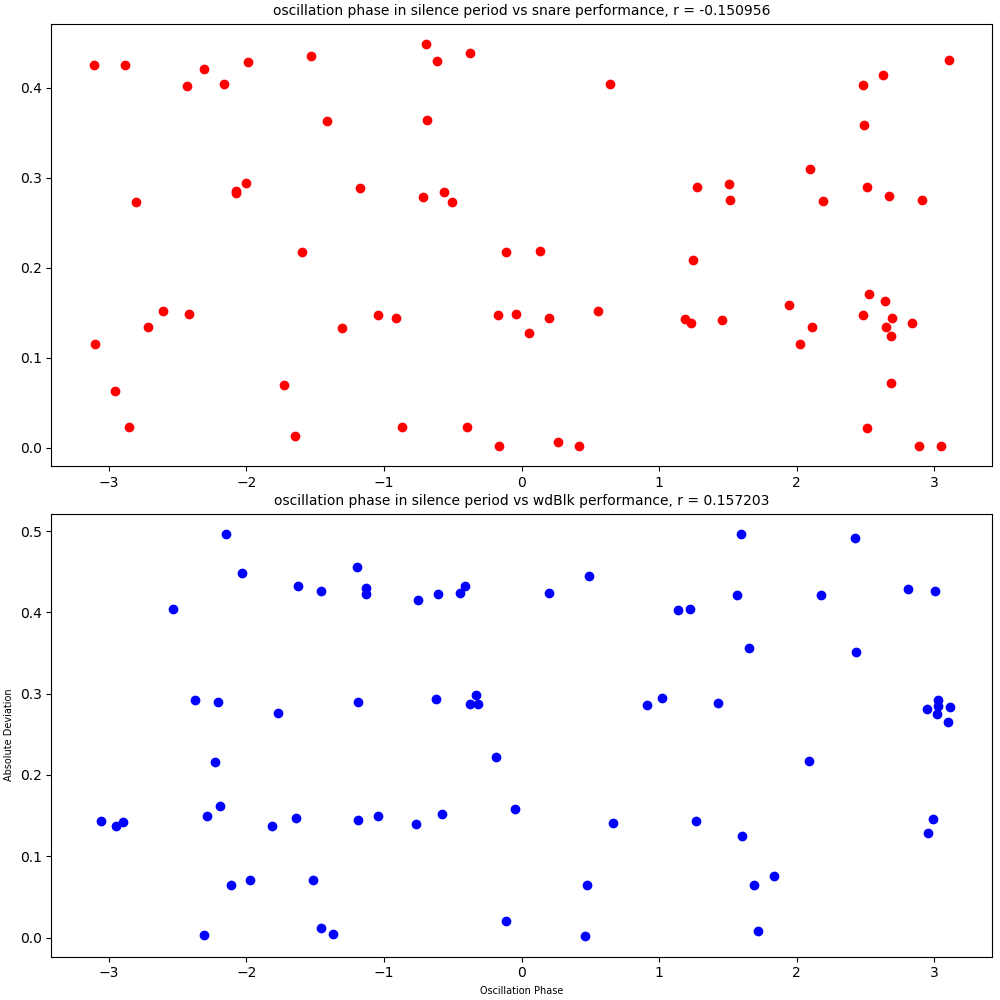 oscillation phase in silence period vs snare performance, r = -0.150956
0.4
0.3
0.2
0.1
0.0
−3 −2 −1 0 1 2 3
oscillation phase in silence period vs wdBlk performance, r = 0.157203
0.5
0.4
0.3
0.2
0.1
0.0
Absolute Deviation
−3 −2 −1 0 1 2 3
Oscillation Phase